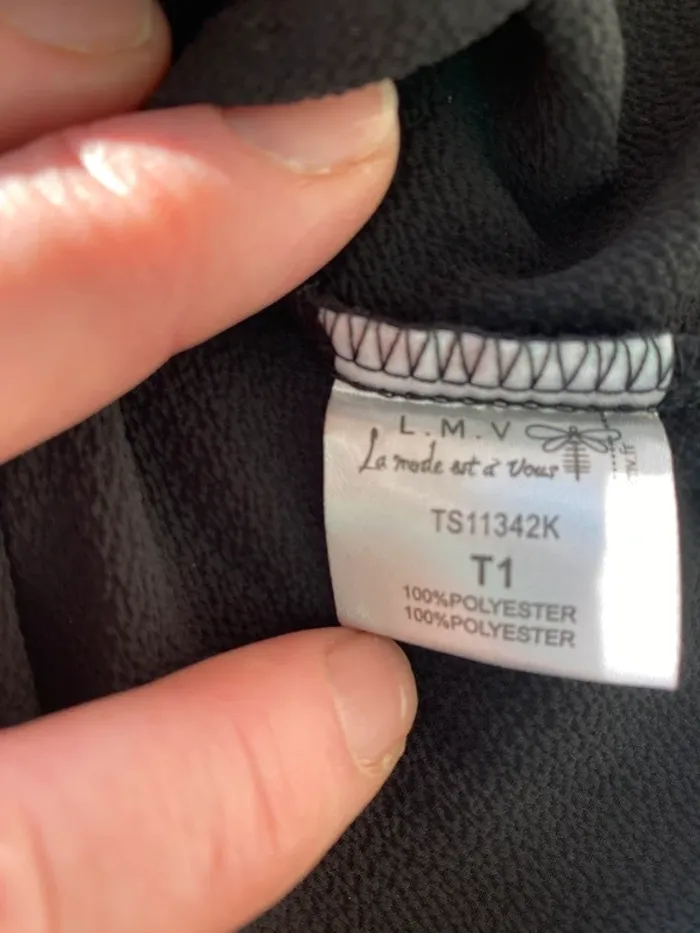 L.M.V
La mode est à Vous
TS11342K
T1
100%POLYESTER
100%POLYESTER